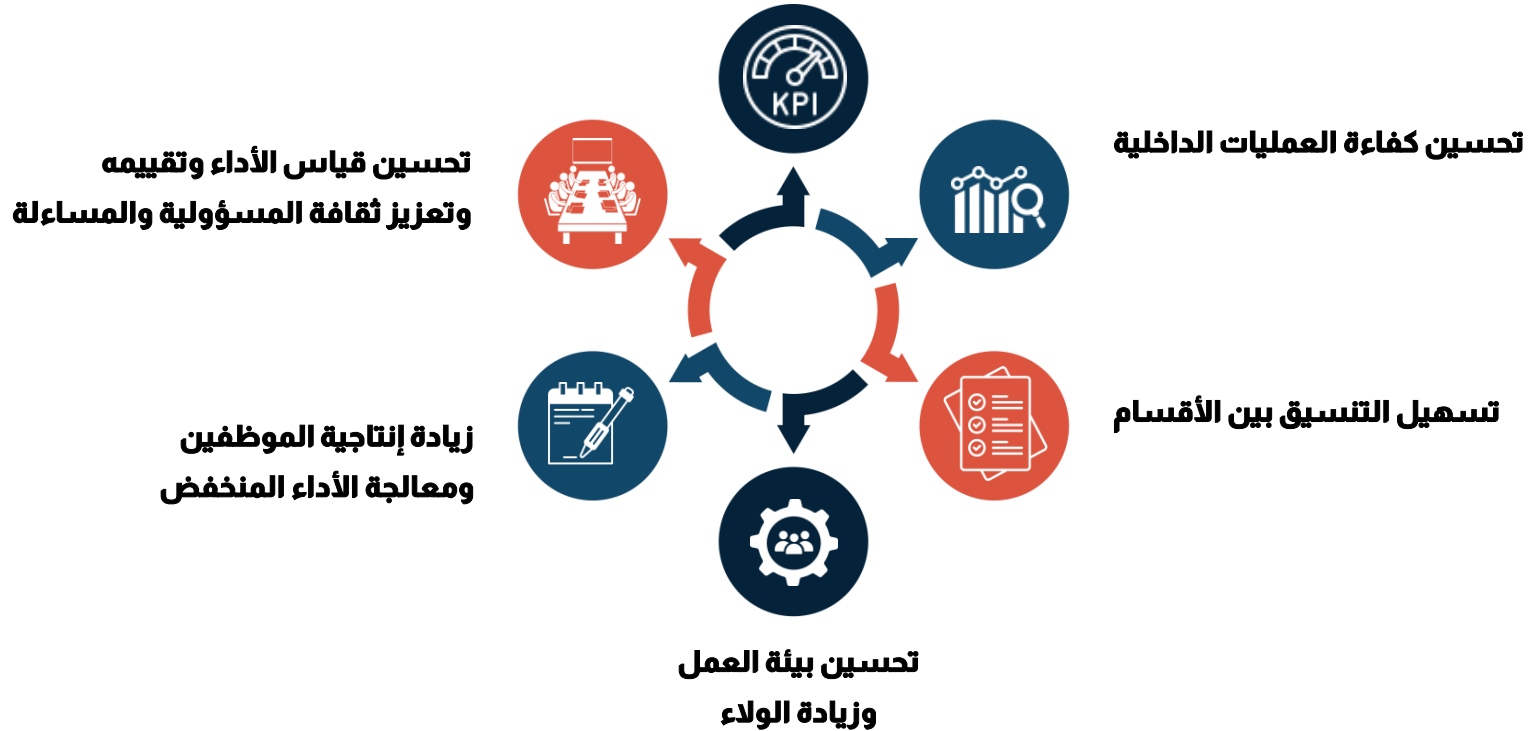 KPI
تحسين كفاءة العمليات الداخلية
تحسين قياس الأداء وتقييمه
وتعزيز ثقافة المسؤولية والمساءلة
تسهيل التنسيق بين الأقسام
زيادة إنتاجية الموظفين
ومعالجة الأداء المنخفض
تحسين بيئة العمل
وزيادة الولاء